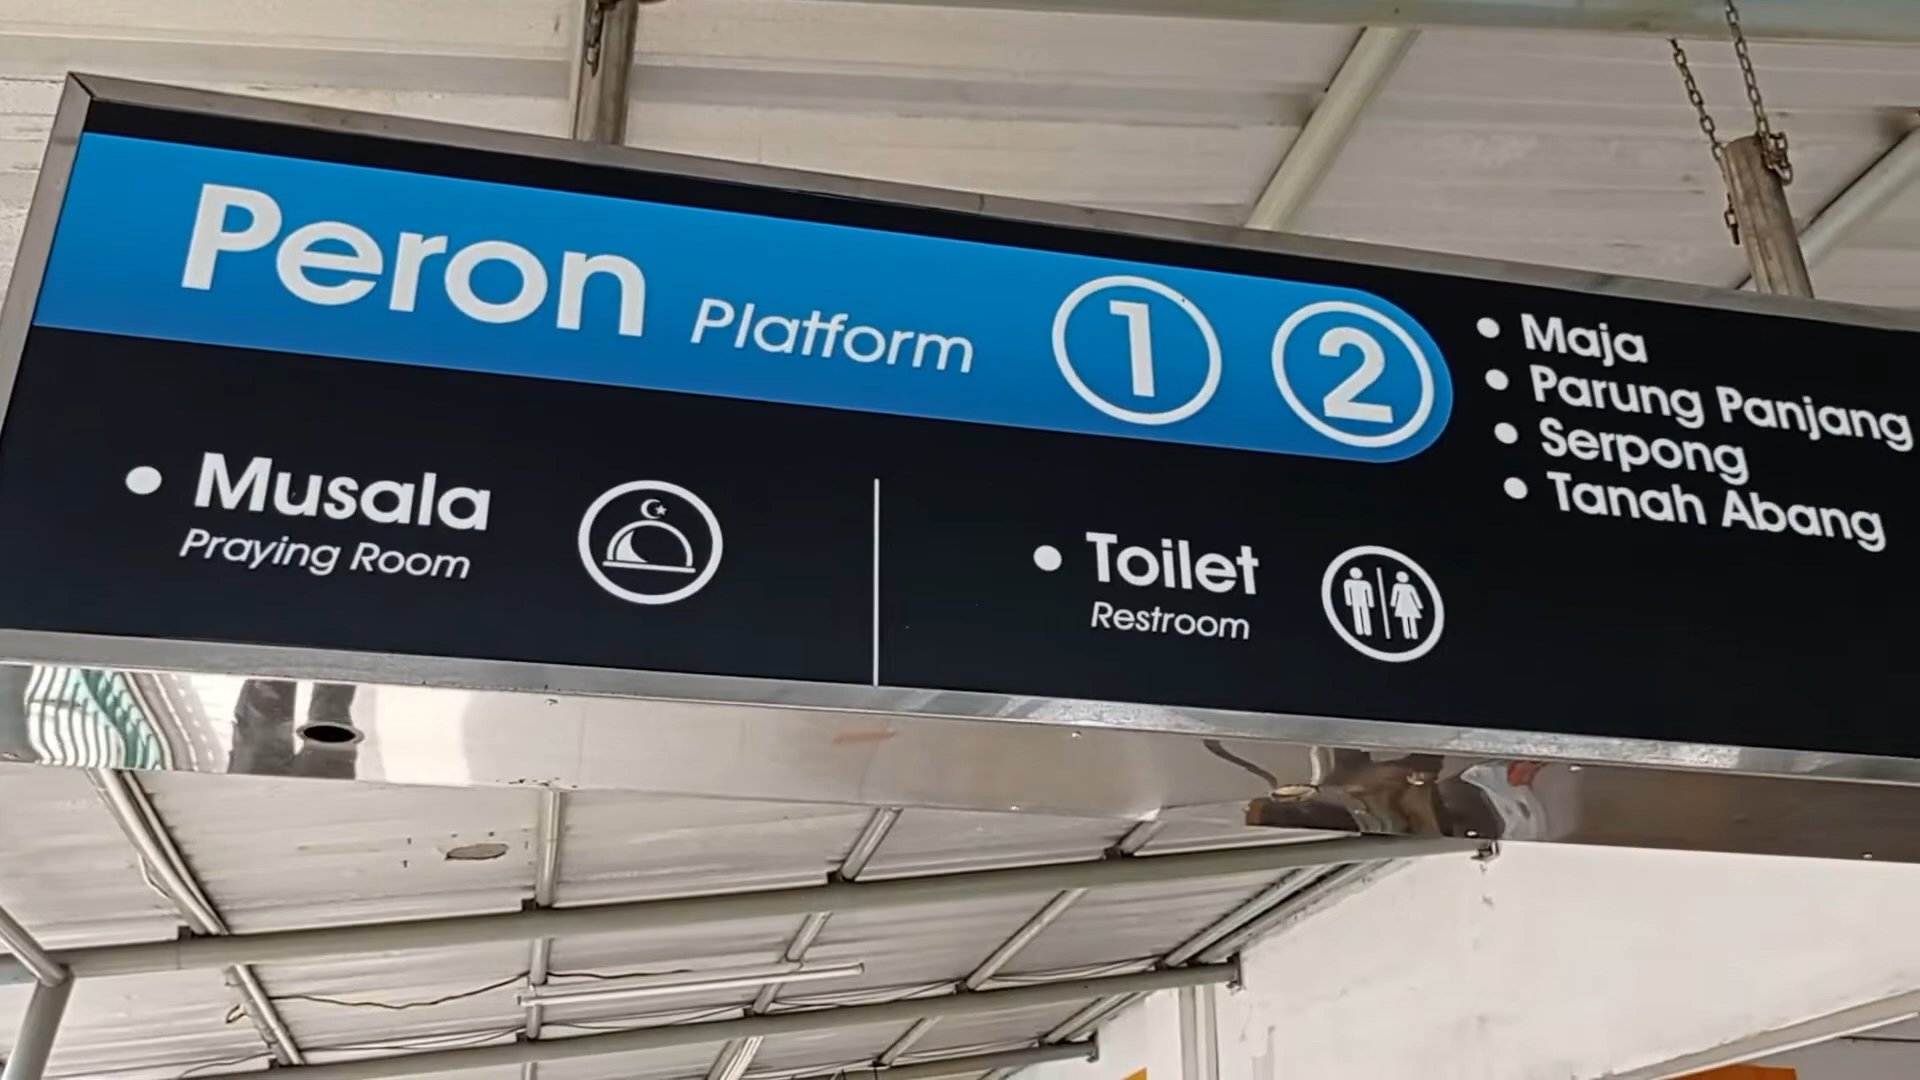 Peron Platform 1 2
• Maja
• Parung Panjang
• Serpong
• Tanah Abang
• Musala
Praying Room
• Toilet
Restroom